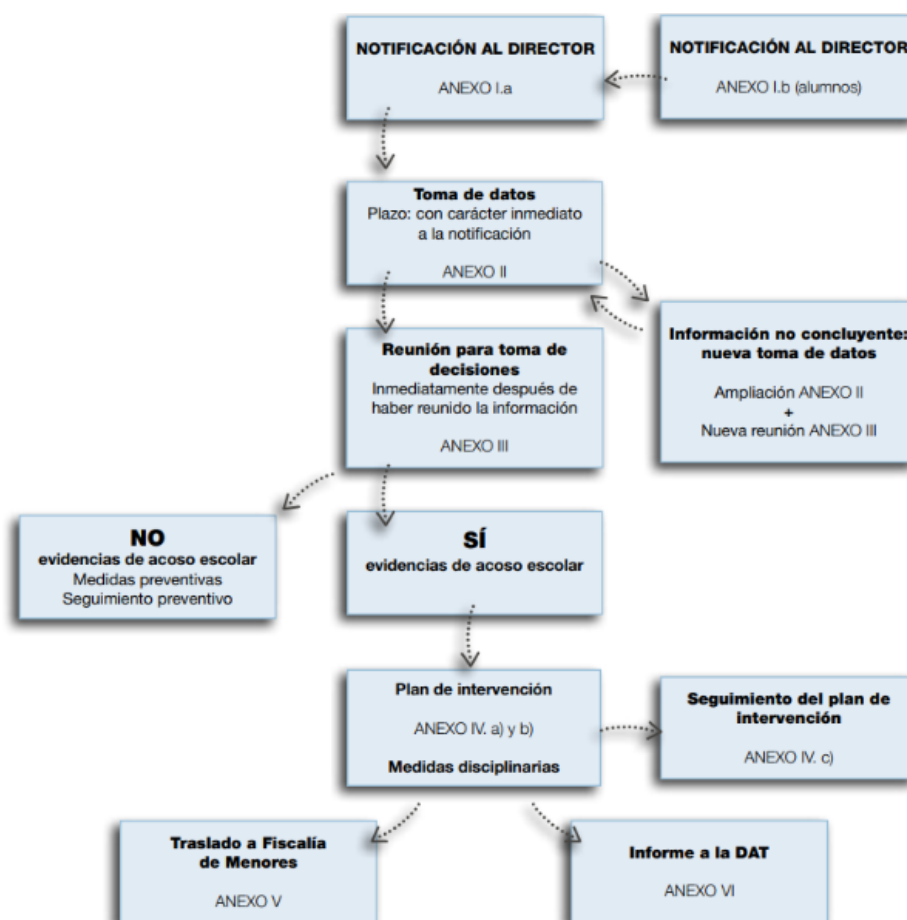 NOTIFICACIÓN AL DIRECTOR
ANEXO I.a
NOTIFICACIÓN AL DIRECTOR
ANEXO I.b (alumnos)
Toma de datos
Plazo: con carácter inmediato
a la notificación
ANEXO II
Información no concluyente:
nueva toma de datos
Ampliación ANEXO II
+
Nueva reunión ANEXO III
Reunión para toma de
decisiones
Inmediatamente después de
haber reunido la información
ANEXO III
NO
evidencias de acoso escolar
Medidas preventivas
Seguimiento preventivo
SÍ
evidencias de acoso escolar
Plan de intervención
ANEXO IV. a) y b)
Medidas disciplinarias
Seguimiento del plan de
intervención
ANEXO IV. c)
Traslado a Fiscalía
de Menores
ANEXO V
Informe a la DAT
ANEXO VI